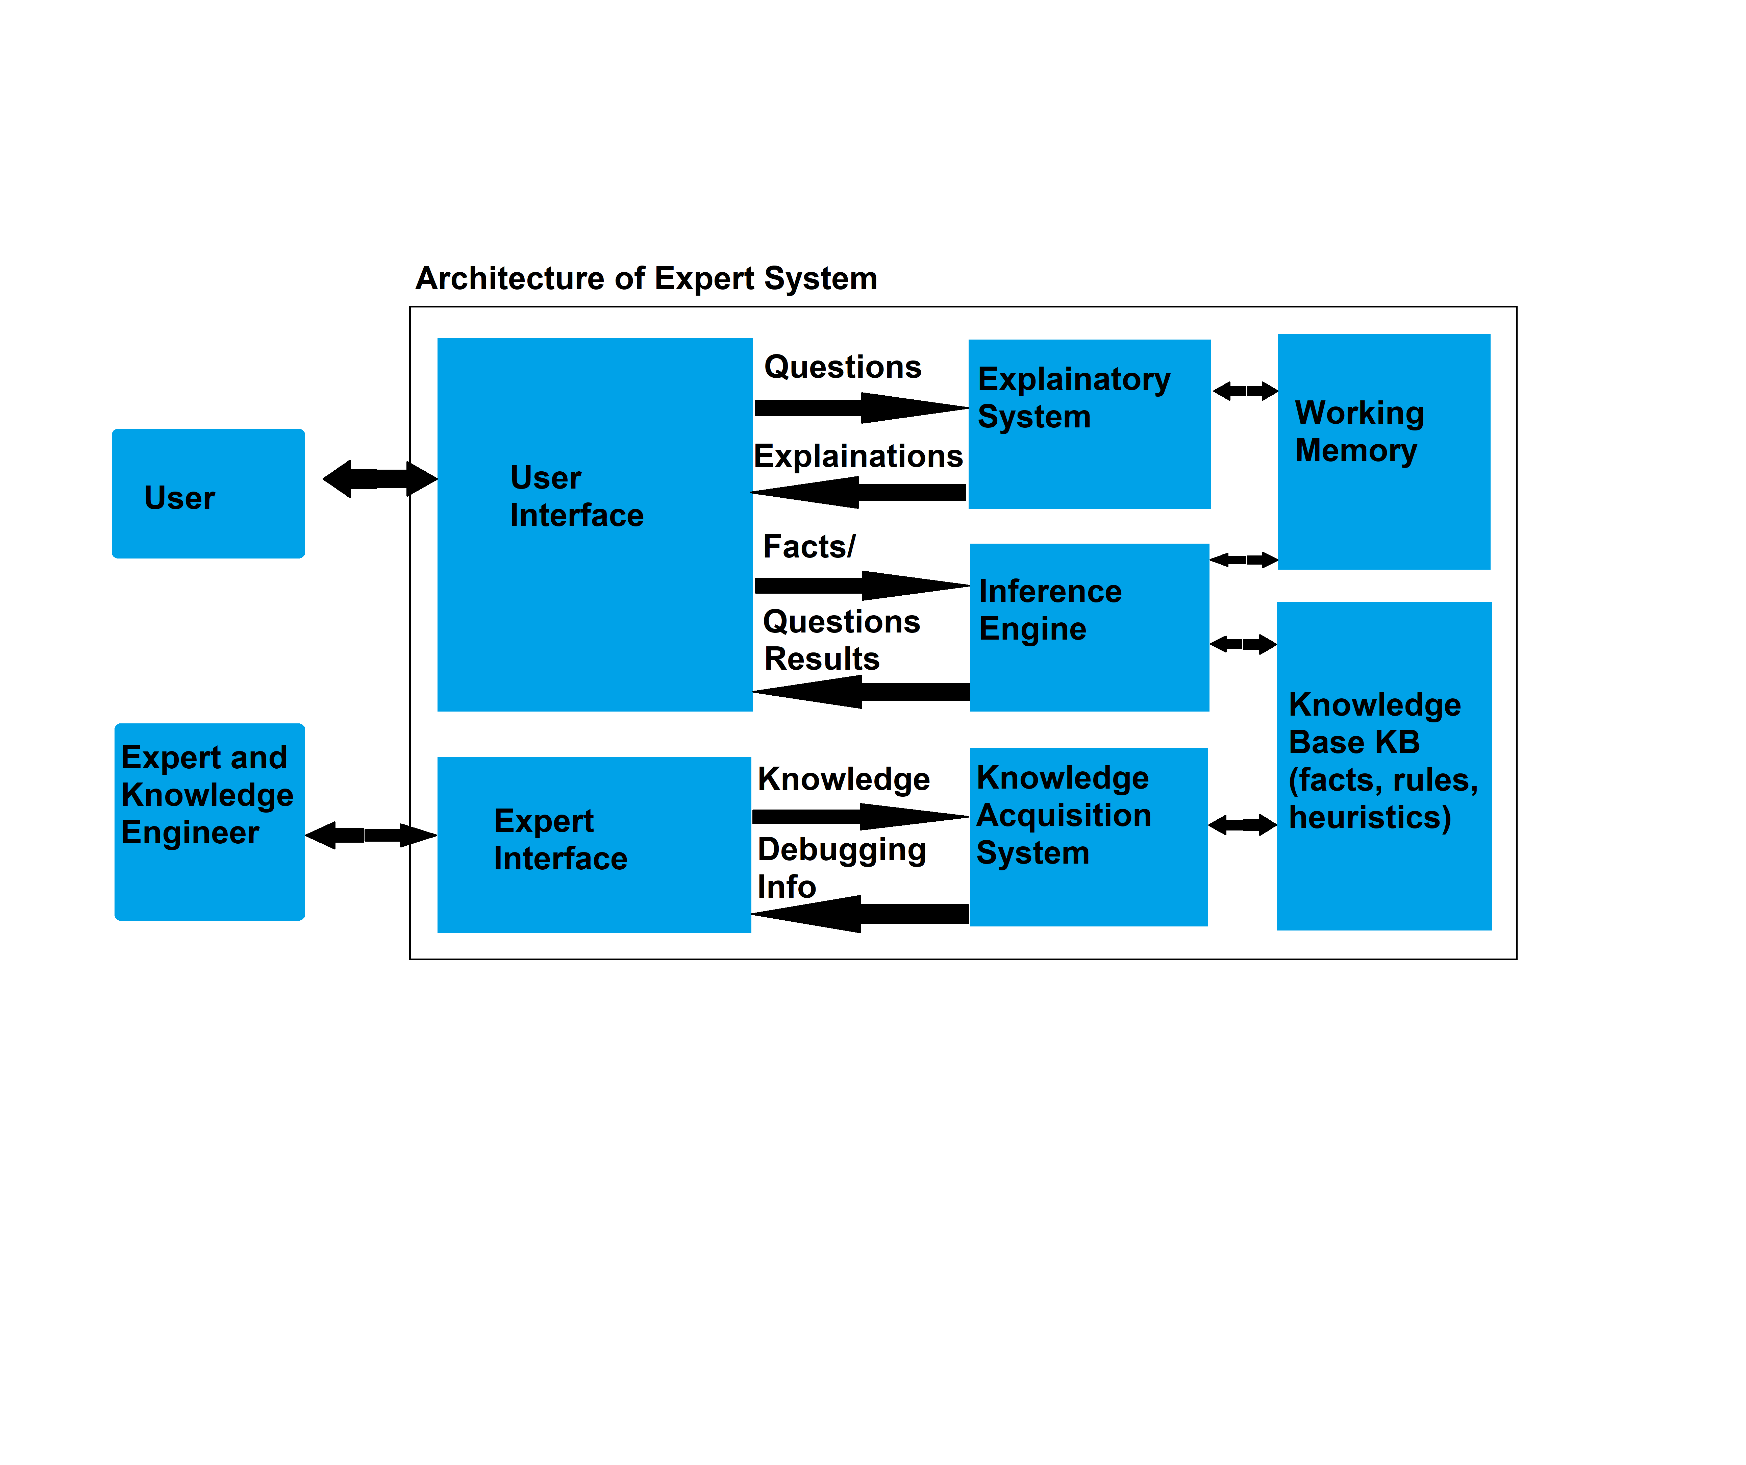 Architecture of Expert System
User
User
Interface
Questions
Explainations
Facts/
Questions
Results
Explainatory
System
Working
Memory
Inference
Engine
Expert and
Knowledge
Engineer
Expert
Interface
Knowledge
Debugging
Info
Knowledge
Acquisition
System
Knowledge
Base KB
(facts, rules,
heuristics)